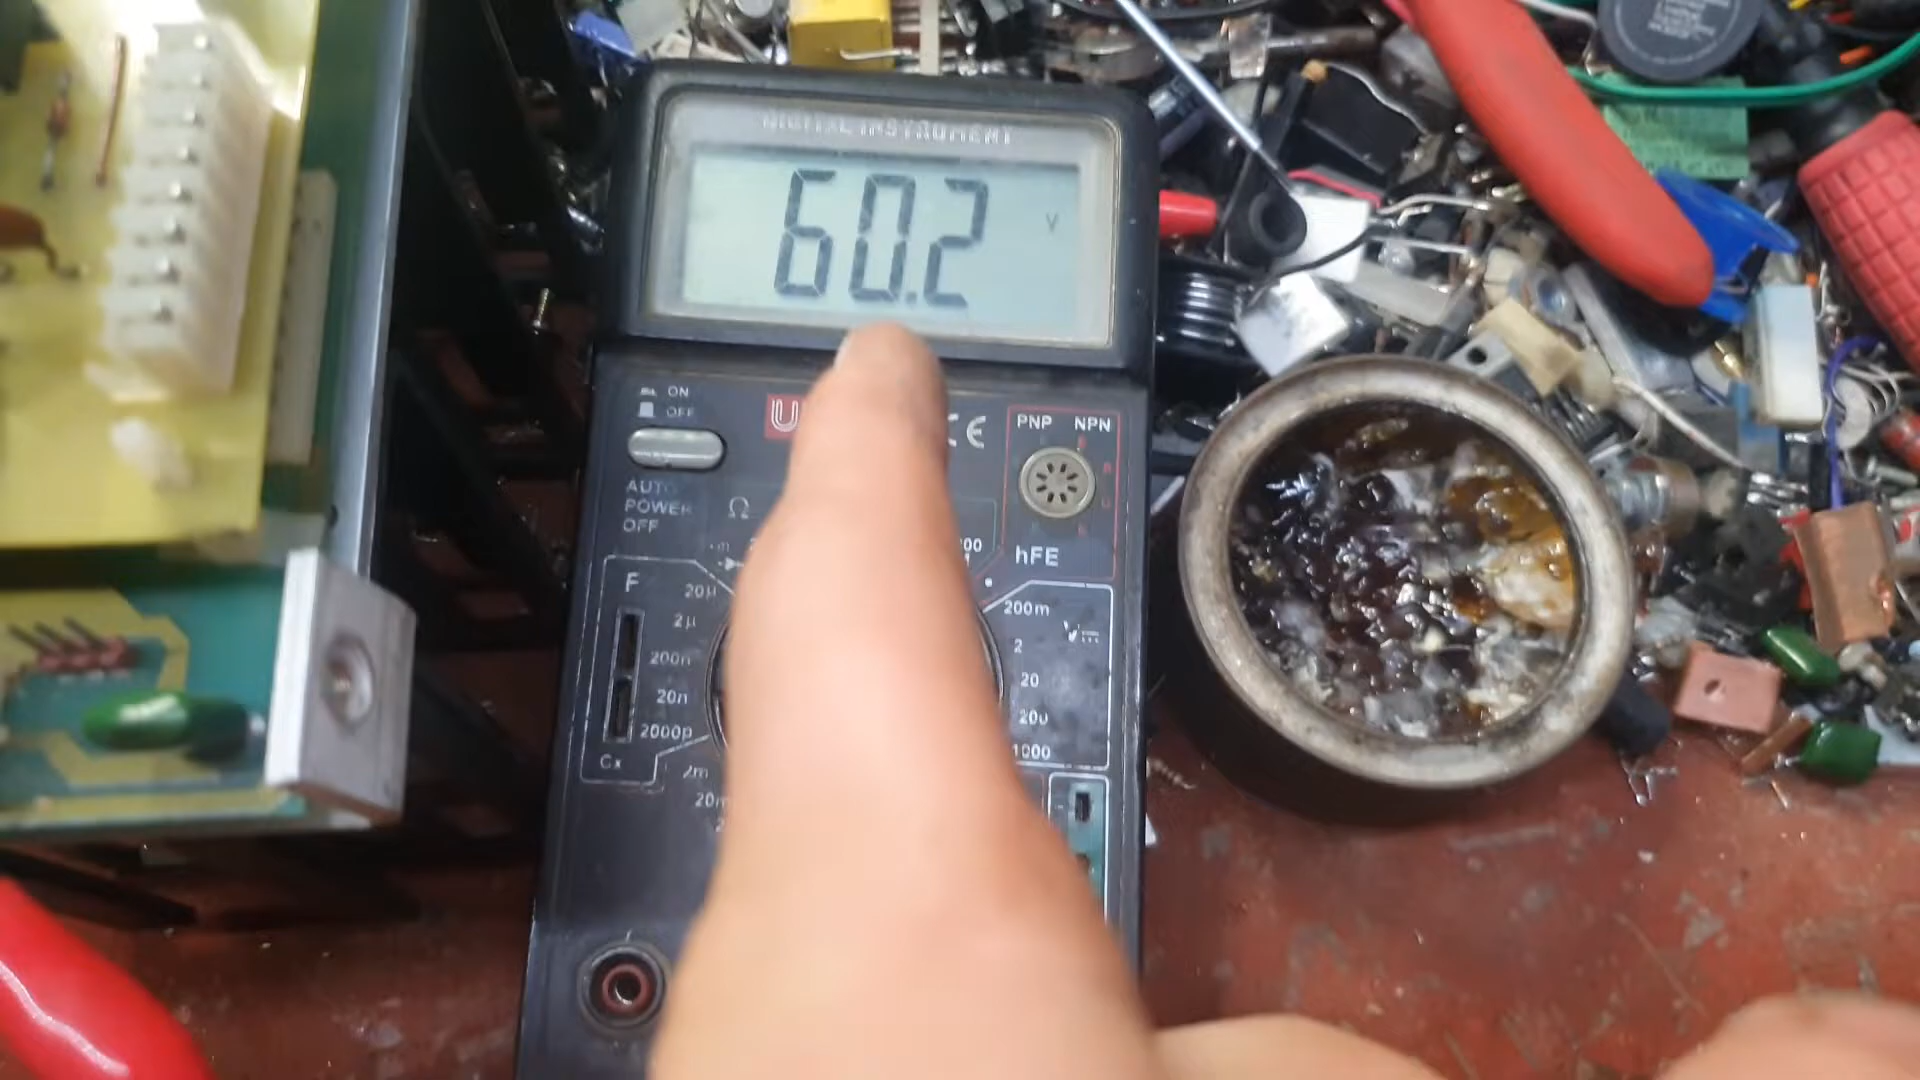 DIGITAL INSTRUMENT
60.2
V
ON
OFF
U
CE
PNP NPN
AUTO
POWER
OFF
Ω
hFE
F
20µ
2µ
200n
20n
2000p
Cx
2m
200m
V
2
20
200
1000